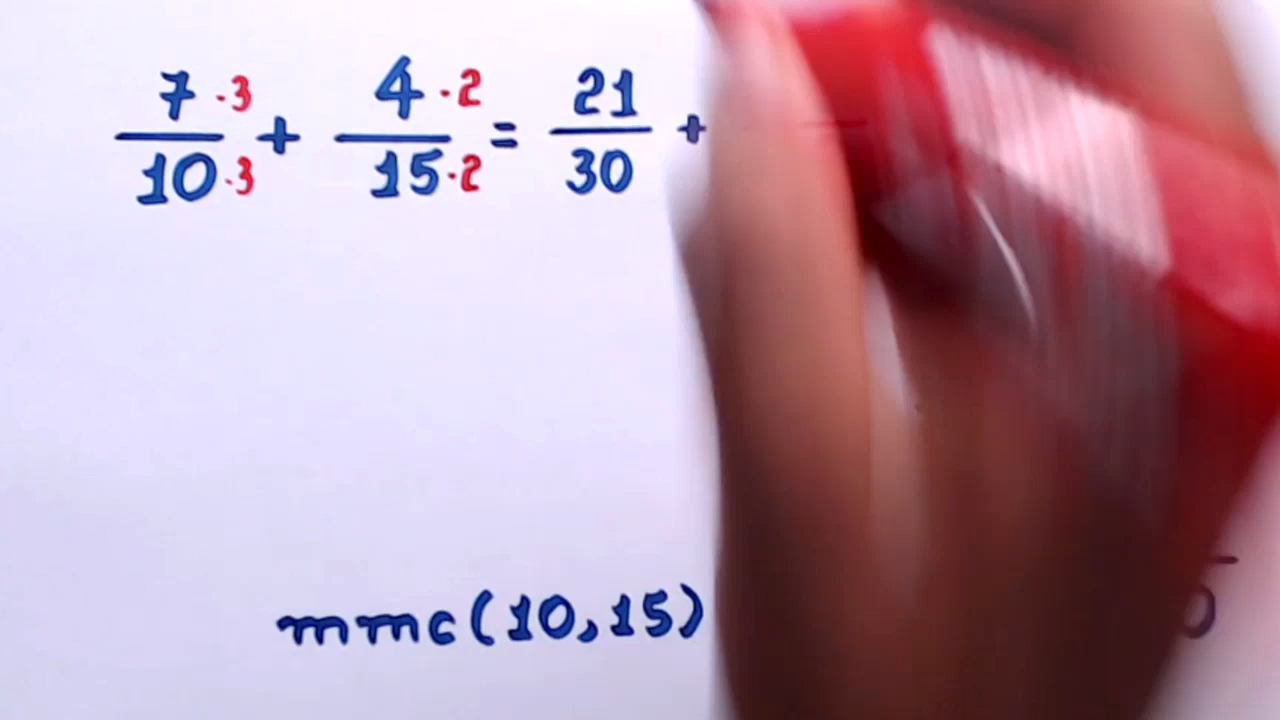 7 · 3 / 10 · 3 + 4 · 2 / 15 · 2 = 21 / 30 +
mmc(10,15)